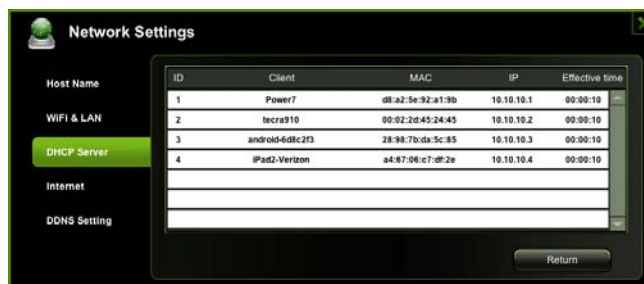 Network Settings
Host Name
WiFi & LAN
DHCP Server
Internet
DDNS Setting
ID Client MAC IP Effective time
1 Power7 d8:a2:5e:92:a1:9b 10.10.10.1 00:00:10
2 tecra910 00:02:2d:45:24:45 10.10.10.2 00:00:10
3 android-6d8c2f3 28:98:7b:da:5c:85 10.10.10.3 00:00:10
4 iPad2-Verizon a4:67:06:c7:df:2e 10.10.10.4 00:00:10
Return